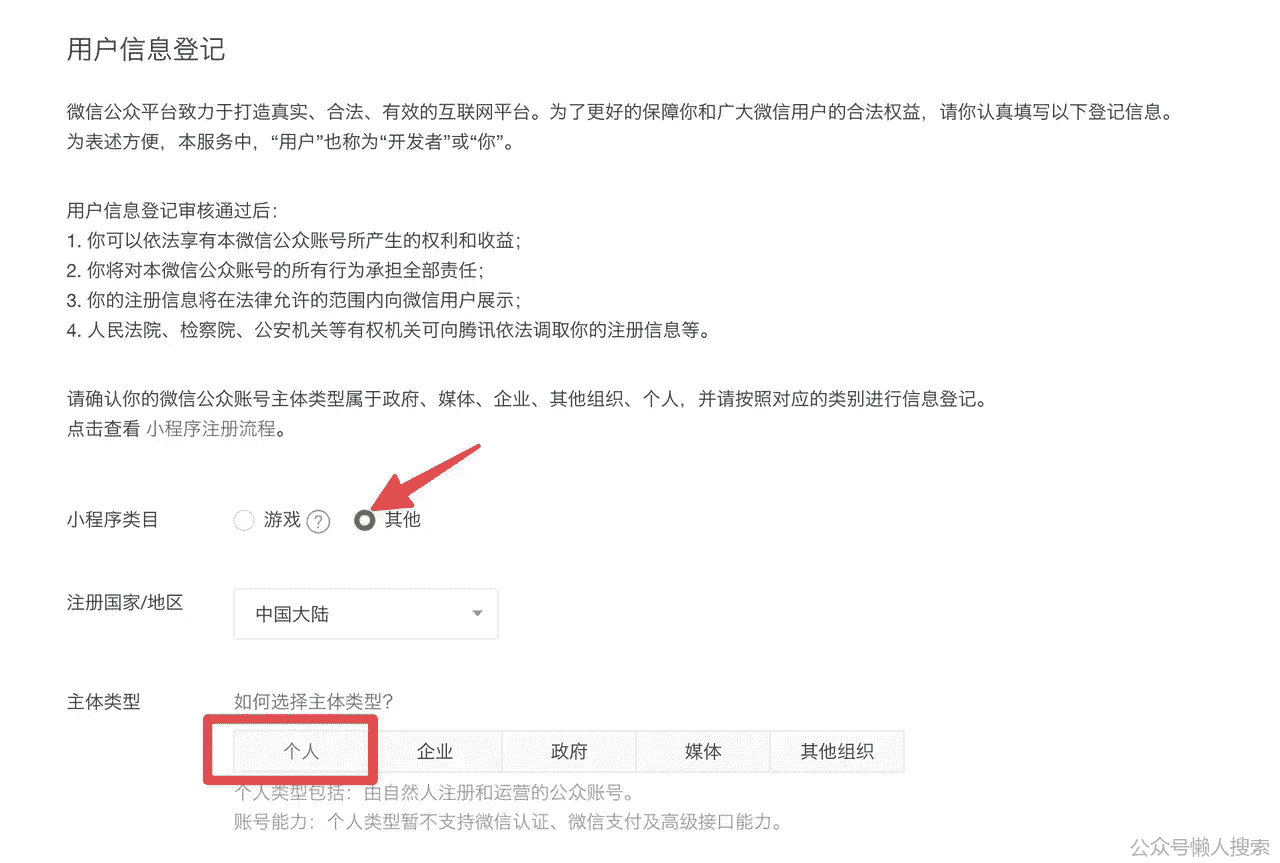 用户信息登记
微信公众平台致力于打造真实、合法、有效的互联网平台。为了更好的保障你和广大微信用户的合法权益，请你认真填写以下登记信息。
为表述方便，本服务中，“用户”也称为“开发者”或“你”。
用户信息登记审核通过后：
1. 你可以依法享有本微信公众账号所产生的权利和收益；
2. 你将对本微信公众账号的所有行为承担全部责任；
3. 你的注册信息将在法律允许的范围内向微信用户展示；
4. 人民法院、检察院、公安机关等有权机关可向腾讯依法调取你的注册信息等。
请确认你的微信公众账号主体类型属于政府、媒体、企业、其他组织、个人，并请按照对应的类别进行信息登记。
点击查看 小程序注册流程。
小程序类目 游戏 ? 其他
注册国家/地区 中国大陆
主体类型 如何选择主体类型？
个人 企业 政府 媒体 其他组织
个人类型包括：由自然人注册和运营的公众账号。
账号能力：个人类型暂不支持微信认证、微信支付及高级接口能力。
公众号懒人搜索